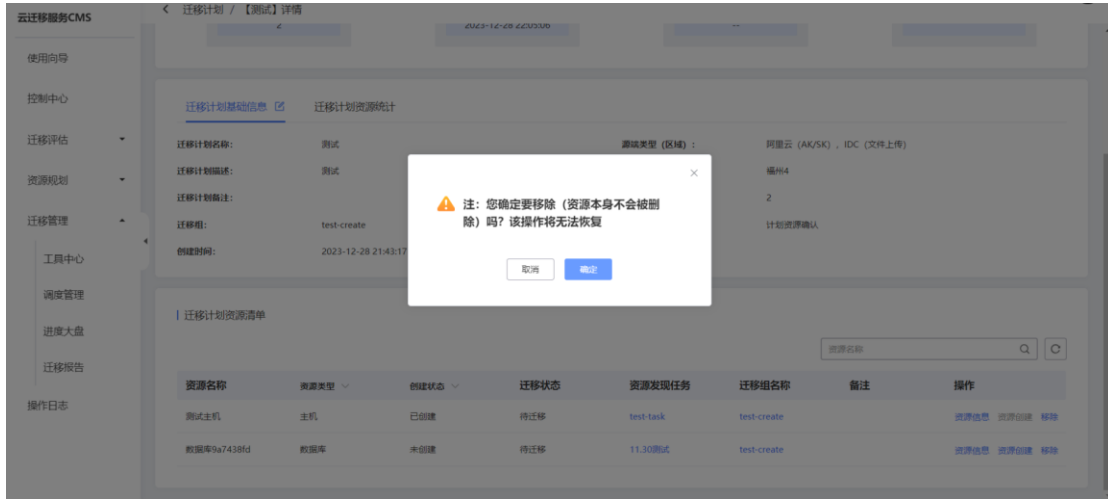 云迁移服务CMS
迁移计划 / 【测试】详情
使用向导
控制中心
迁移评估
资源规划
迁移管理
工具中心
调度管理
进度大盘
迁移报告
操作日志
2
2023-12-28 22:05:06
--
迁移计划基础信息
迁移计划资源统计
迁移计划名称: 测试
源端类型 (区域) : 阿里云 (AK/SK) , IDC (文件上传)
迁移计划描述: 测试
福州4
迁移计划备注:
2
迁移组: test-create
计划资源确认
创建时间: 2023-12-28 21:43:17
注：您确定要移除（资源本身不会被删
除）吗？该操作将无法恢复
取消 确定
迁移计划资源清单
资源名称
资源名称 资源类型 创建状态 迁移状态 资源发现任务 迁移组名称 备注 操作
测试主机 主机 已创建 待迁移 test-task test-create 资源信息 资源创建 移除
数据库9a7438fd 数据库 未创建 待迁移 11.30测试 test-create 资源信息 资源创建 移除